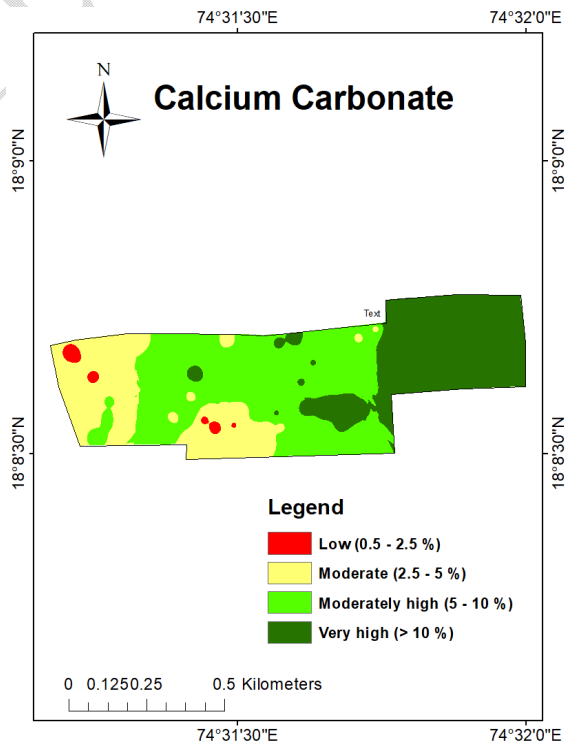 74°31'30"E 74°32'0"E
N
Calcium Carbonate
18°9'0"N 18°9'0"N
Text
18°8'30"N 18°8'30"N
Legend
Low (0.5 - 2.5 %)
Moderate (2.5 - 5 %)
Moderately high (5 - 10 %)
Very high (> 10 %)
0 0.1250.25 0.5 Kilometers
74°31'30"E 74°32'0"E